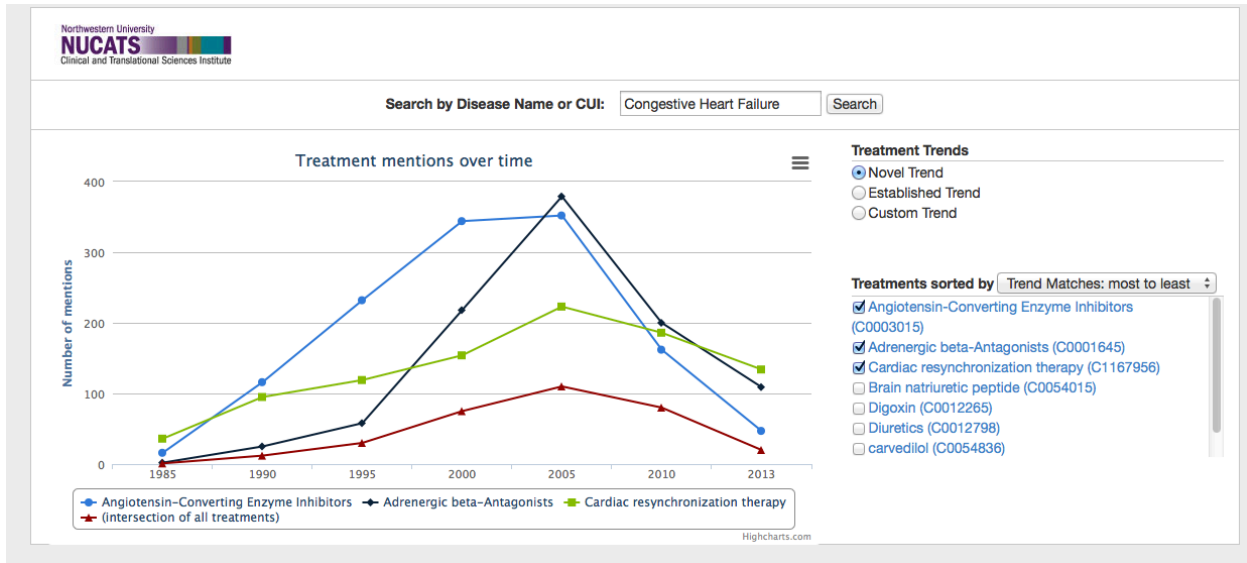 Northwestern University
NUCATS
Clinical and Translational Sciences Institute
Search by Disease Name or CUI: Congestive Heart Failure Search
Treatment mentions over time
400
300
200
100
0
Number of mentions
1985 1990 1995 2000 2005 2010 2013
Angiotensin-Converting Enzyme Inhibitors Adrenergic beta-Antagonists Cardiac resynchronization therapy
(intersection of all treatments)
Highcharts.com
Treatment Trends
Novel Trend
Established Trend
Custom Trend
Treatments sorted by Trend Matches: most to least
Angiotensin-Converting Enzyme Inhibitors
(C0003015)
Adrenergic beta-Antagonists (C0001645)
Cardiac resynchronization therapy (C1167956)
Brain natriuretic peptide (C0054015)
Digoxin (C0012265)
Diuretics (C0012798)
carvedilol (C0054836)